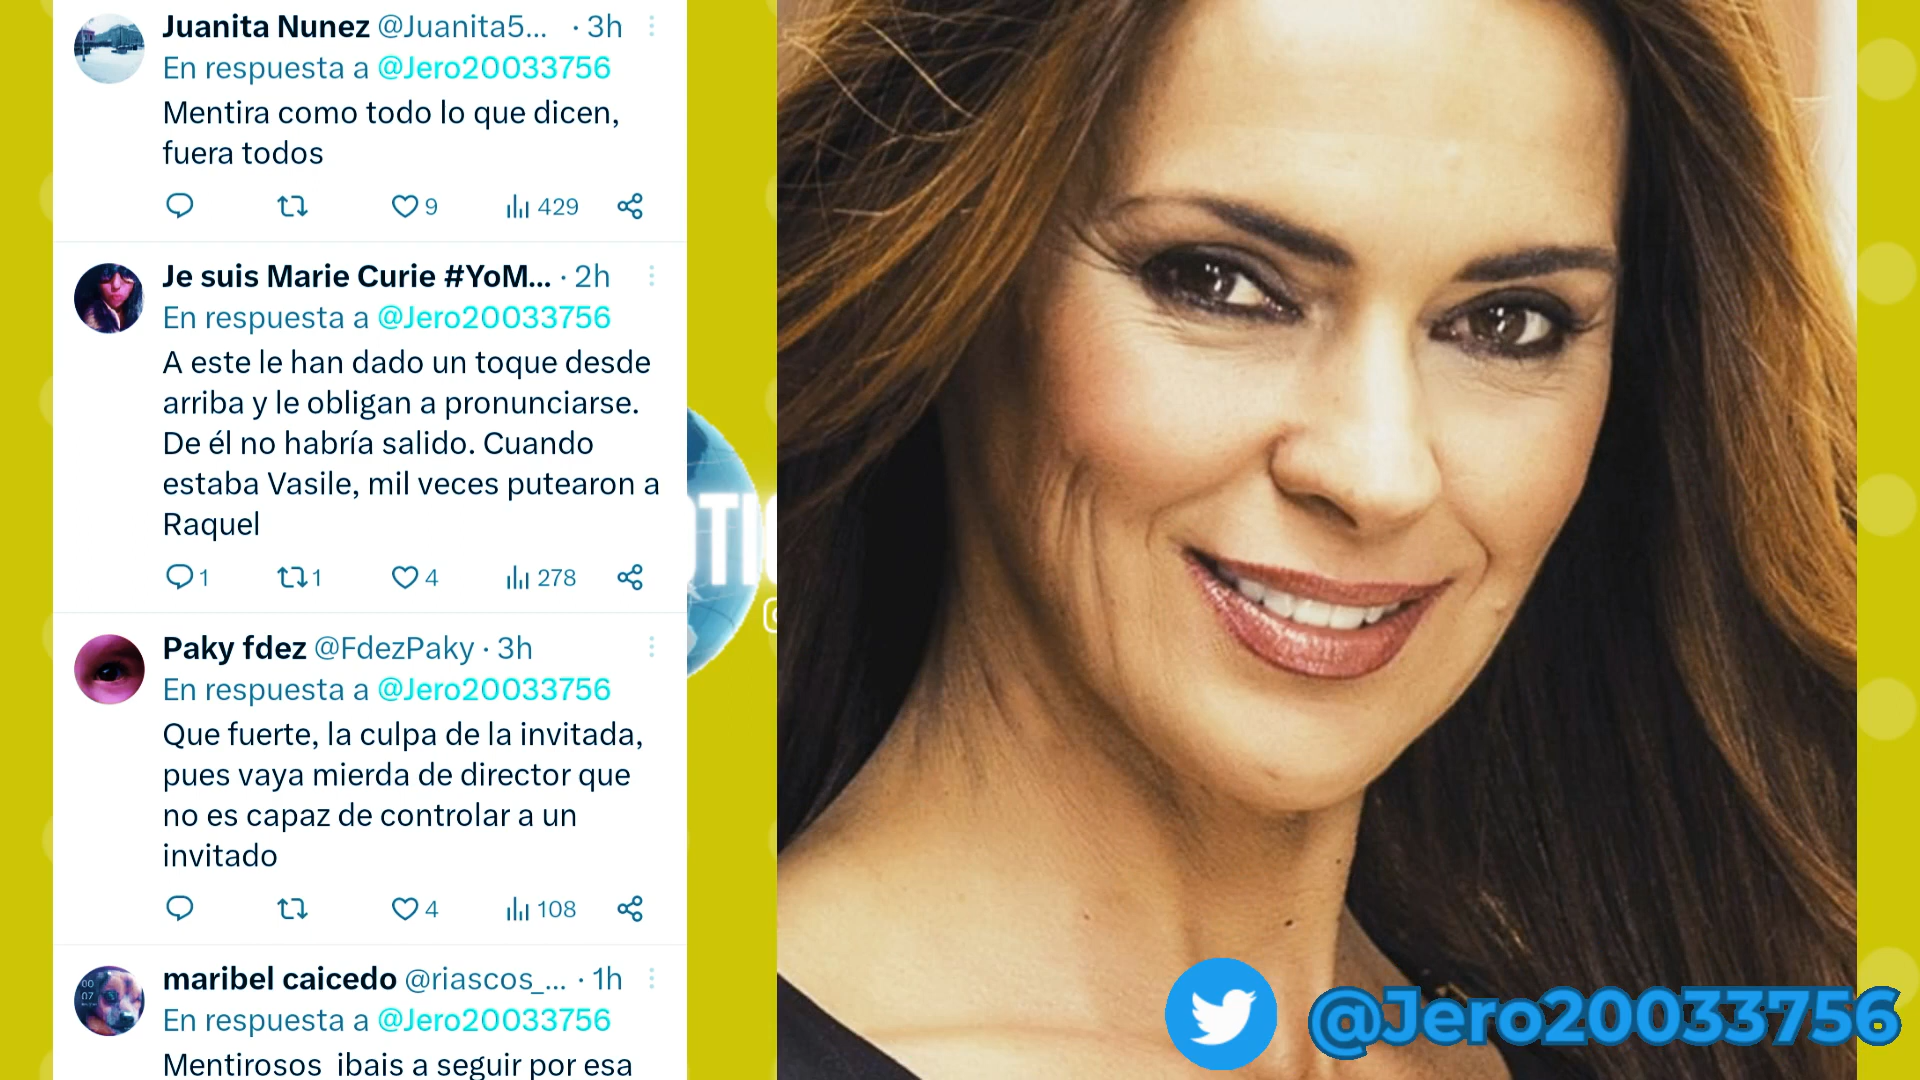 Juanita Nunez @Juanita5... · 3h
En respuesta a @Jero20033756
Mentira como todo lo que dicen,
fuera todos
9 429
Je suis Marie Curie #YoM... · 2h
En respuesta a @Jero20033756
A este le han dado un toque desde
arriba y le obligan a pronunciarse.
De él no habría salido. Cuando
estaba Vasile, mil veces putearon a
Raquel
1 1 4 278
Paky fdez @FdezPaky · 3h
En respuesta a @Jero20033756
Que fuerte, la culpa de la invitada,
pues vaya mierda de director que
no es capaz de controlar a un
invitado
4 108
maribel caicedo @riascos_... · 1h
En respuesta a @Jero20033756
Mentirosos ibais a seguir por esa
@Jero20033756